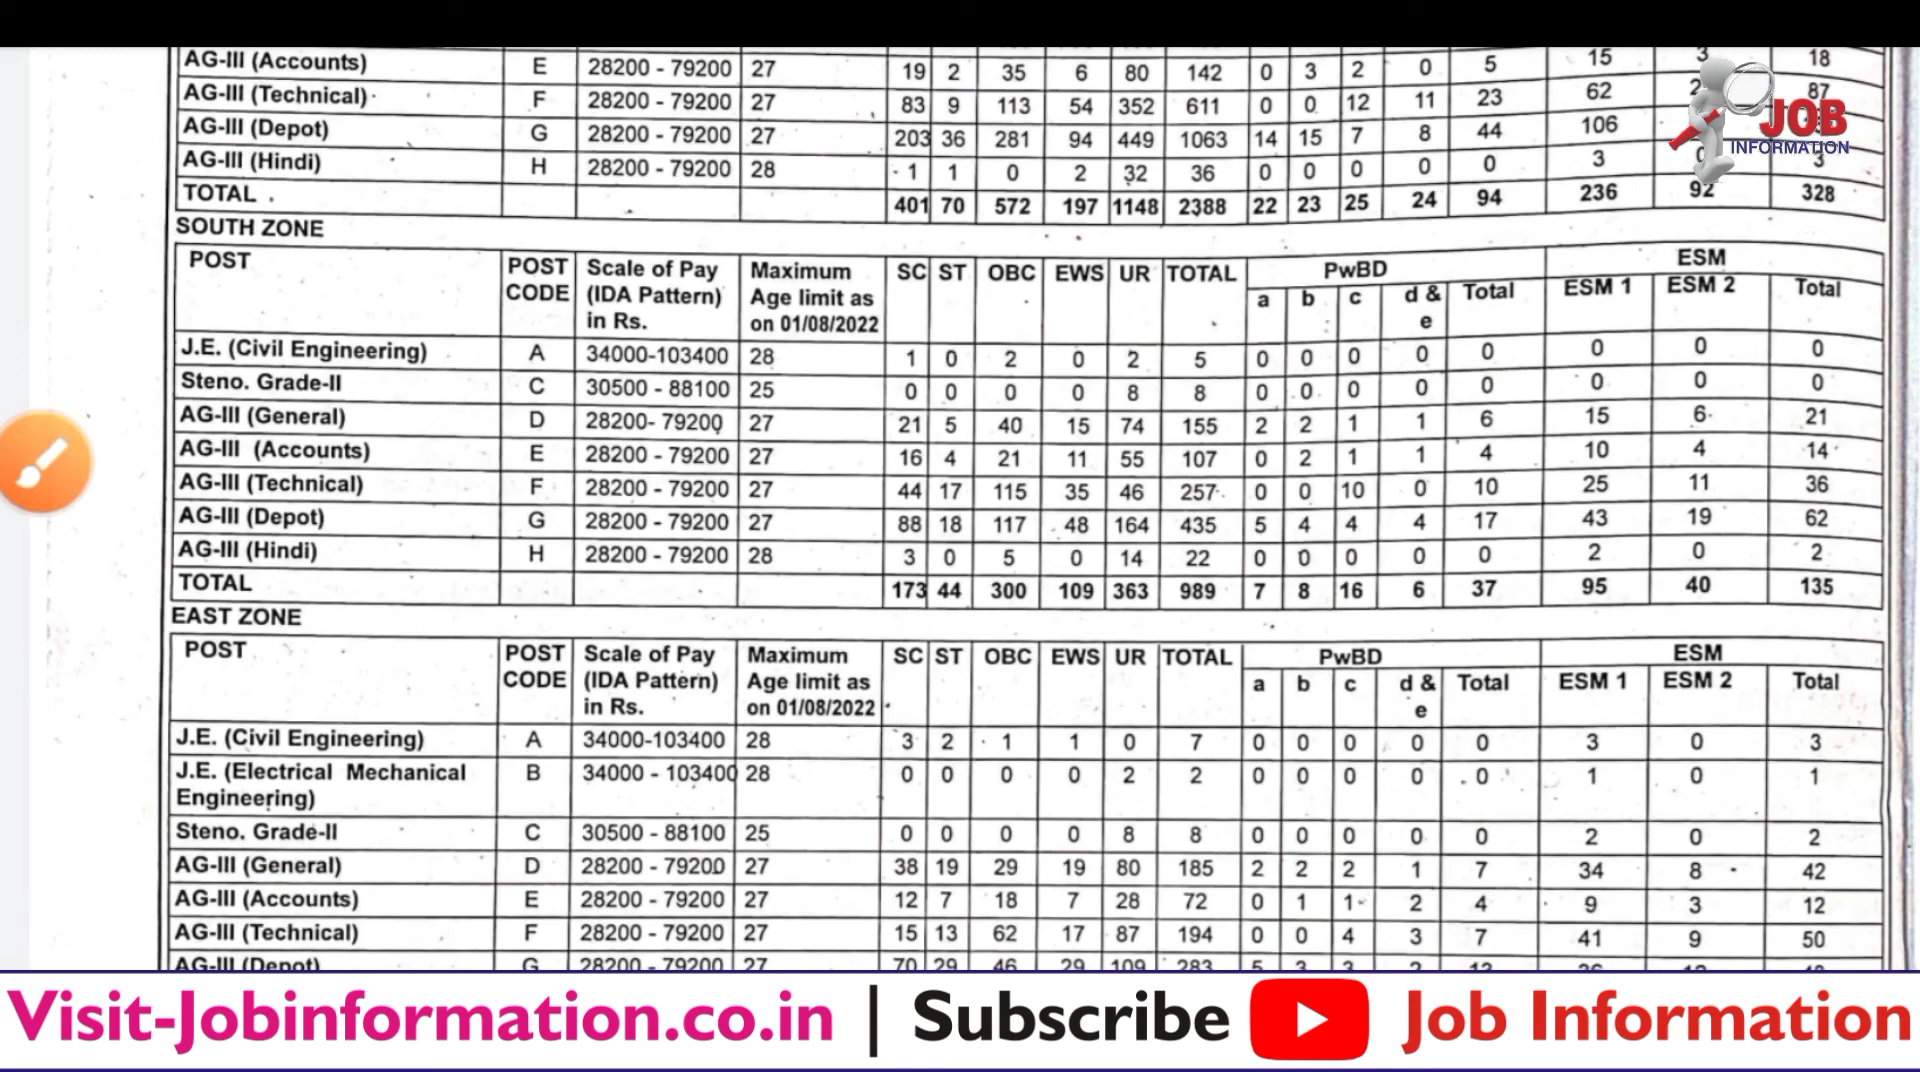 AG-III (Accounts) E 28200 - 79200 27 19 2 35 6 80 142 0 3 2 0 5 15 3 18
AG-III (Technical) F 28200 - 79200 27 83 9 113 54 352 611 0 0 12 11 23 62 87
AG-III (Depot) G 28200 - 79200 27 203 36 281 94 449 1063 14 15 7 8 44 106
AG-III (Hindi) H 28200 - 79200 28 1 1 0 2 32 36 0 0 0 0 0 3 0 3
TOTAL 401 70 572 197 1148 2388 22 23 25 24 94 236 92 328
JOB
INFORMATION
SOUTH ZONE
POST POST CODE Scale of Pay (IDA Pattern) in Rs. Maximum Age limit as on 01/08/2022 SC ST OBC EWS UR TOTAL PwBD ESM
a b c d & e Total ESM 1 ESM 2 Total
J.E. (Civil Engineering) A 34000-103400 28 1 0 2 0 2 5 0 0 0 0 0 0 0 0
Steno. Grade-II C 30500 - 88100 25 0 0 0 0 8 8 0 0 0 0 0 0 0 0
AG-III (General) D 28200- 79200 27 21 5 40 15 74 155 2 2 1 1 6 15 6 21
AG-III (Accounts) E 28200 - 79200 27 16 4 21 11 55 107 0 2 1 1 4 10 4 14
AG-III (Technical) F 28200 - 79200 27 44 17 115 35 46 257 0 0 10 0 10 25 11 36
AG-III (Depot) G 28200 - 79200 27 88 18 117 48 164 435 5 4 4 4 17 43 19 62
AG-III (Hindi) H 28200 - 79200 28 3 0 5 0 14 22 0 0 0 0 0 2 0 2
TOTAL 173 44 300 109 363 989 7 8 16 6 37 95 40 135
EAST ZONE
POST POST CODE Scale of Pay (IDA Pattern) in Rs. Maximum Age limit as on 01/08/2022 SC ST OBC EWS UR TOTAL PwBD ESM
a b c d & e Total ESM 1 ESM 2 Total
J.E. (Civil Engineering) A 34000-103400 28 3 2 1 1 0 7 0 0 0 0 0 3 0 3
J.E. (Electrical Mechanical Engineering) B 34000 - 103400 28 0 0 0 0 2 2 0 0 0 0 0 1 0 1
Steno. Grade-II C 30500 - 88100 25 0 0 0 0 8 8 0 0 0 0 0 2 0 2
AG-III (General) D 28200 - 79200 27 38 19 29 19 80 185 2 2 2 1 7 34 8 42
AG-III (Accounts) E 28200 - 79200 27 12 7 18 7 28 72 0 1 1 2 4 9 3 12
AG-III (Technical) F 28200 - 79200 27 15 13 62 17 87 194 0 0 4 3 7 41 9 50
AG-III (Depot) G 28200 - 79200 27 70 29 46 29 109 283 5 3 3
Visit-Jobinformation.co.in | Subscribe Job Information